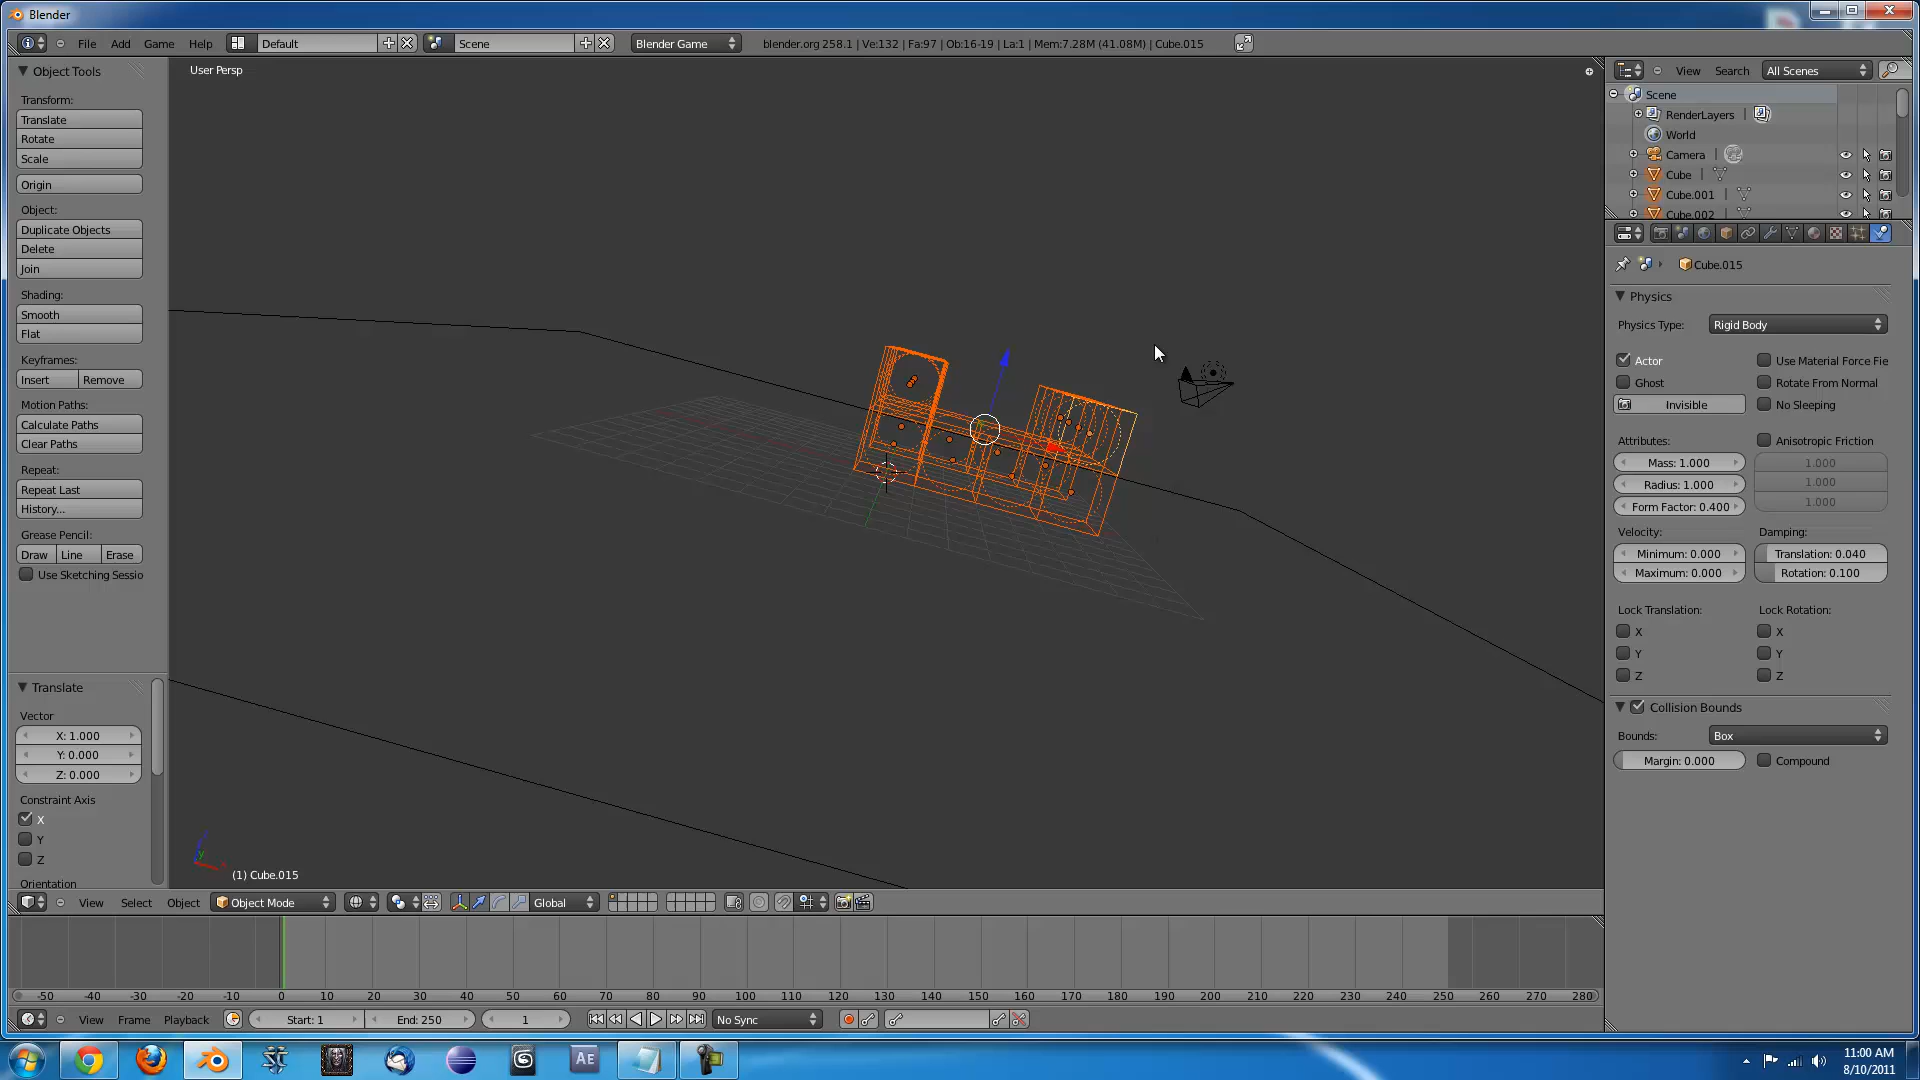 Blender
File Add Game Help Default Scene Blender Game blender.org 258.1 | Ve:132 | Fa:97 | Ob:16-19 | La:1 | Mem:7.28M (41.08M) | Cube.015
Object Tools
User Persp
Transform:
Translate
Rotate
Scale
Origin
Object:
Duplicate Objects
Delete
Join
Shading:
Smooth
Flat
Keyframes:
Insert Remove
Motion Paths:
Calculate Paths
Clear Paths
Repeat:
Repeat Last
History...
Grease Pencil:
Draw Line Erase
Use Sketching Sessio
Translate
Vector
X: 1.000
Y: 0.000
Z: 0.000
Constraint Axis
X
Y
Z
Orientation
(1) Cube.015
View Select Object Object Mode Global
-50 -40 -30 -20 -10 0 10 20 30 40 50 60 70 80 90 100 110 120 130 140 150 160 170 180 190 200 210 220 230 240 250 260 270 280
View Frame Playback Start: 1 End: 250 1 No Sync
View Search All Scenes
Scene
RenderLayers |
World
Camera |
Cube |
Cube.001 |
Cube.002 |
Cube.015
Physics
Physics Type: Rigid Body
Actor Use Material Force Fie
Ghost Rotate From Normal
Invisible No Sleeping
Attributes: Anisotropic Friction
Mass: 1.000 1.000
Radius: 1.000 1.000
Form Factor: 0.400 1.000
Velocity: Damping:
Minimum: 0.000 Translation: 0.040
Maximum: 0.000 Rotation: 0.100
Lock Translation: Lock Rotation:
X X
Y Y
Z Z
Collision Bounds
Bounds: Box
Margin: 0.000 Compound
AE
11:00 AM
8/10/2011